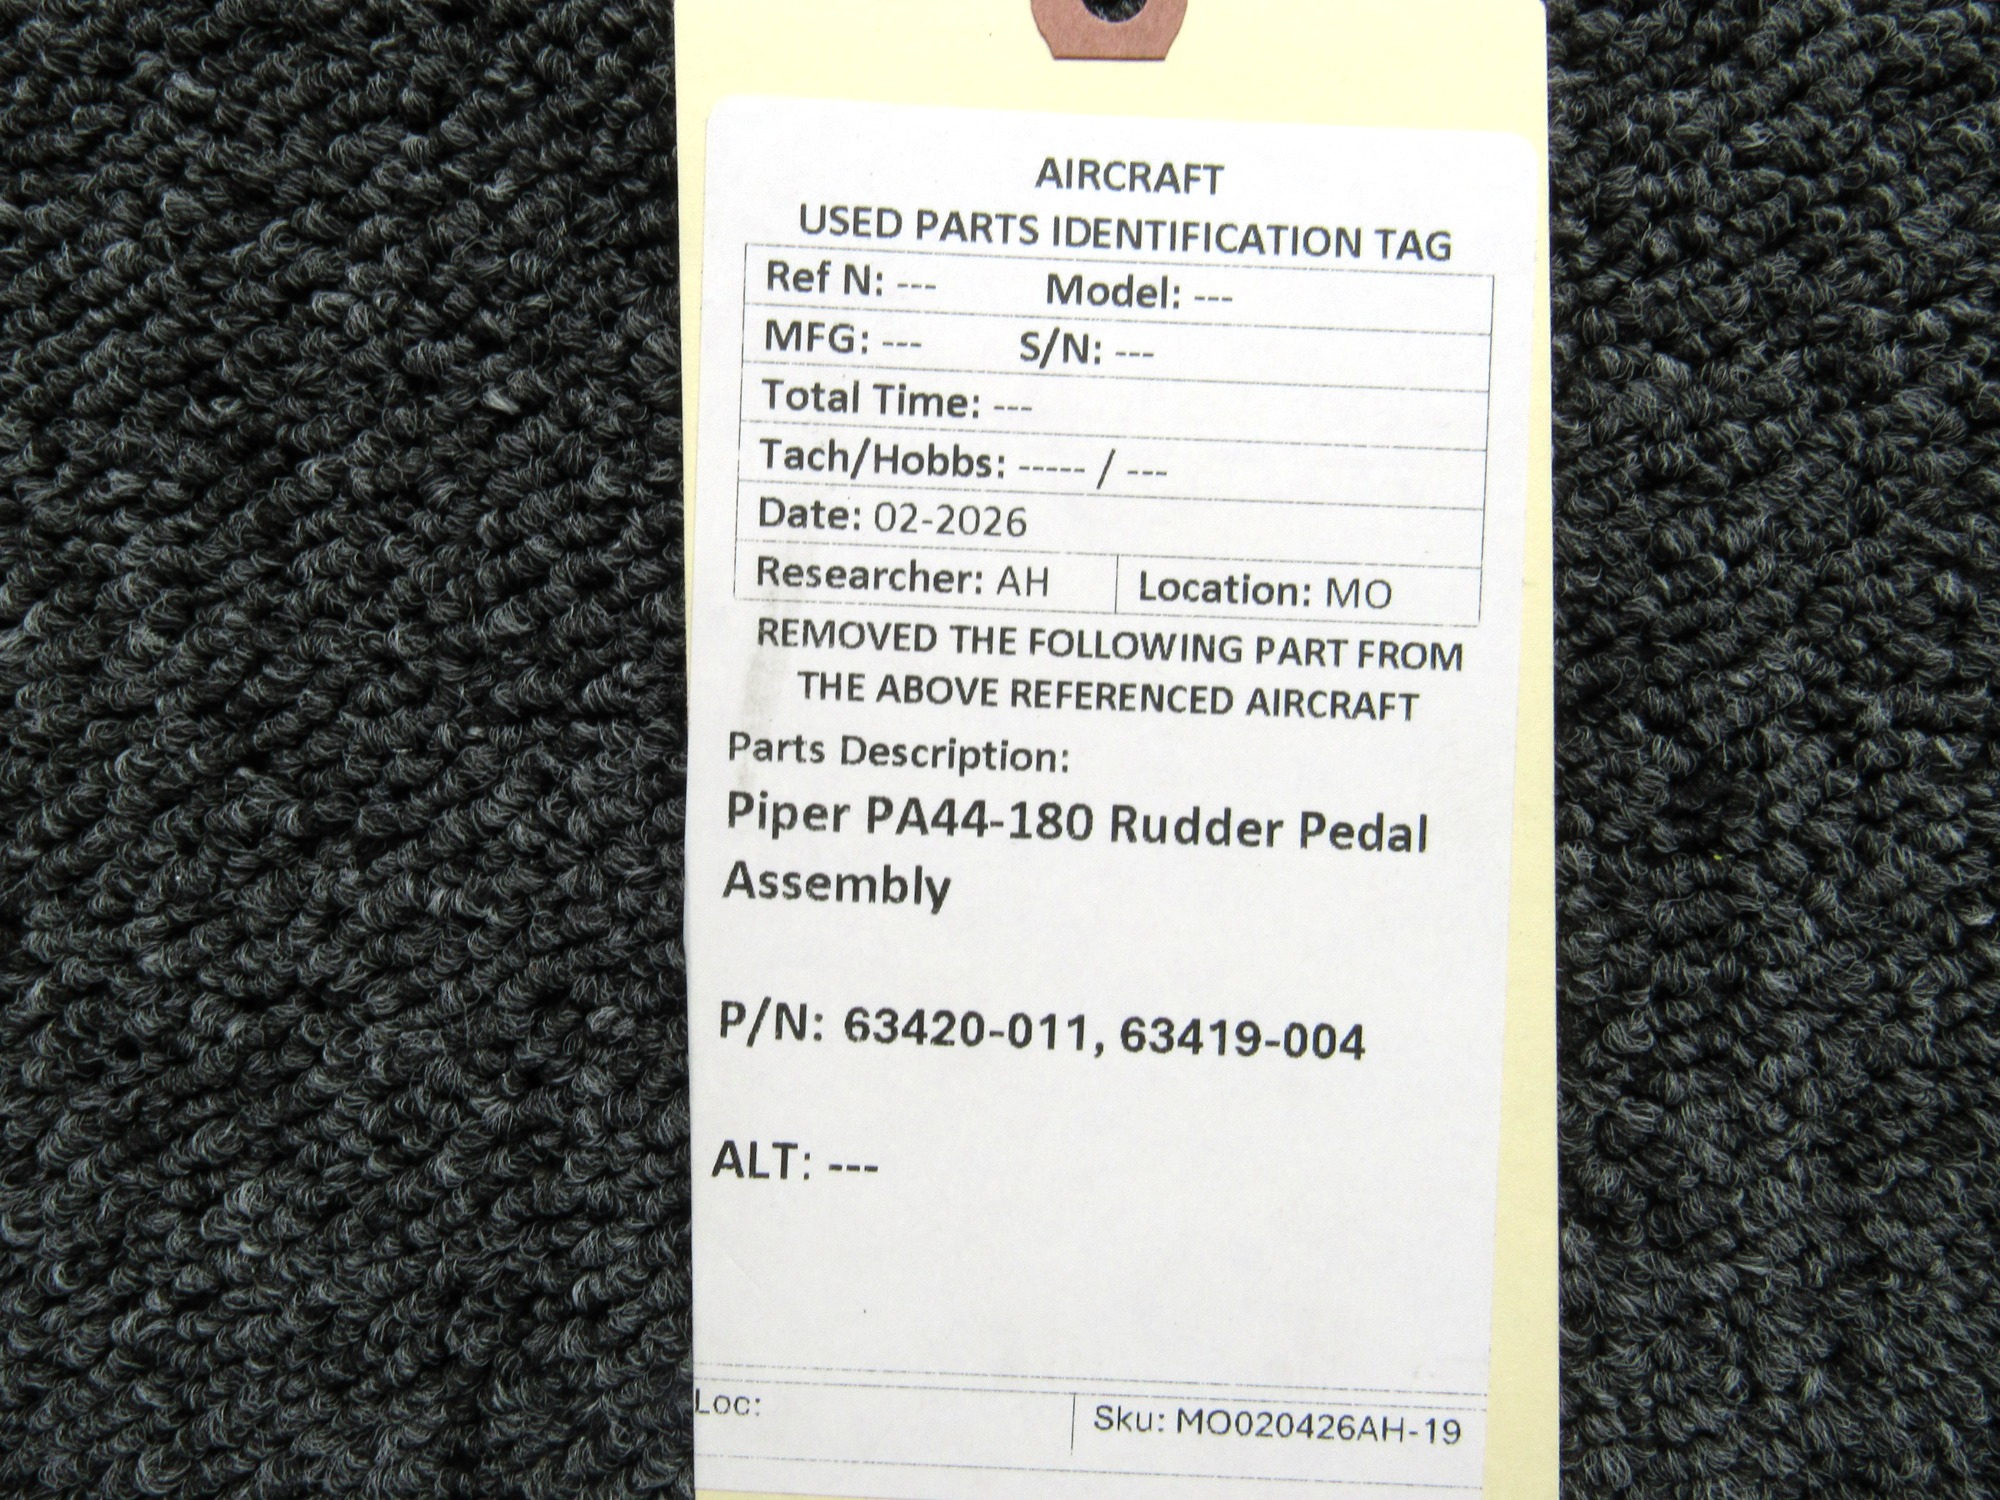 AIRCRAFT
USED PARTS IDENTIFICATION TAG
Ref N: --- Model: ---
MFG: --- S/N: ---
Total Time: ---
Tach/Hobbs: ----- / ---
Date: 02-2026
Researcher: AH Location: MO
REMOVED THE FOLLOWING PART FROM
THE ABOVE REFERENCED AIRCRAFT
Parts Description:
Piper PA44-180 Rudder Pedal
Assembly
P/N: 63420-011, 63419-004
ALT: ---
Loc: Sku: MO020426AH-19